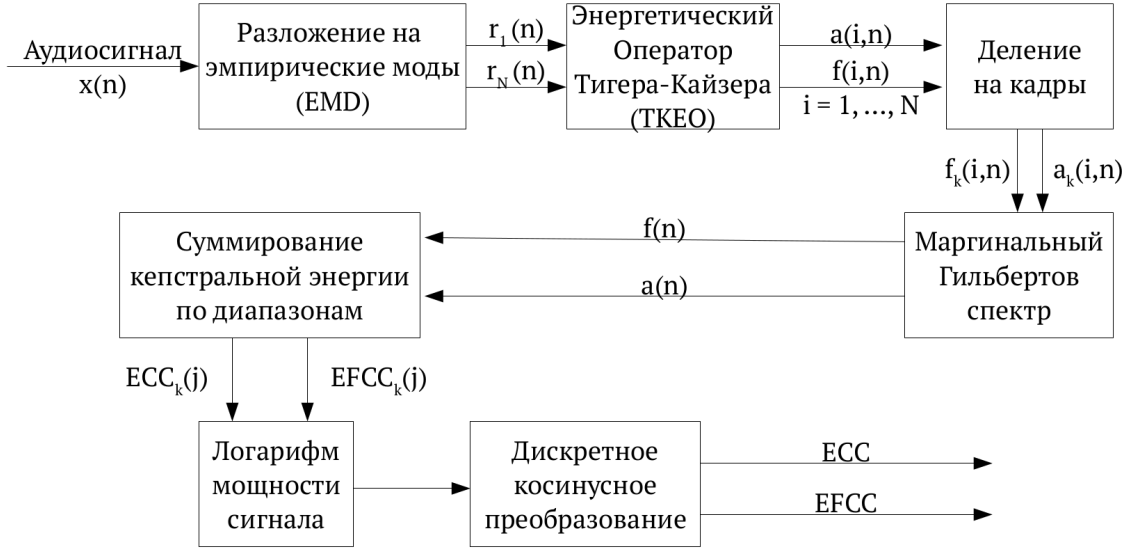 Аудиосигнал
x(n)
Разложение на
эмпирические моды
(EMD)
r₁(n)
r_N(n)
Энергетический
Оператор
Тигера-Кайзера
(TKEO)
a(i,n)
f(i,n)
i = 1, ..., N
Деление
на кадры
fₖ(i,n)
aₖ(i,n)
Маргинальный
Гильбертов
спектр
f(n)
a(n)
Суммирование
кепстральной энергии
по диапазонам
ECCₖ(j)
EFCCₖ(j)
Логарифм
мощности
сигнала
Дискретное
косинусное
преобразование
ECC
EFCC